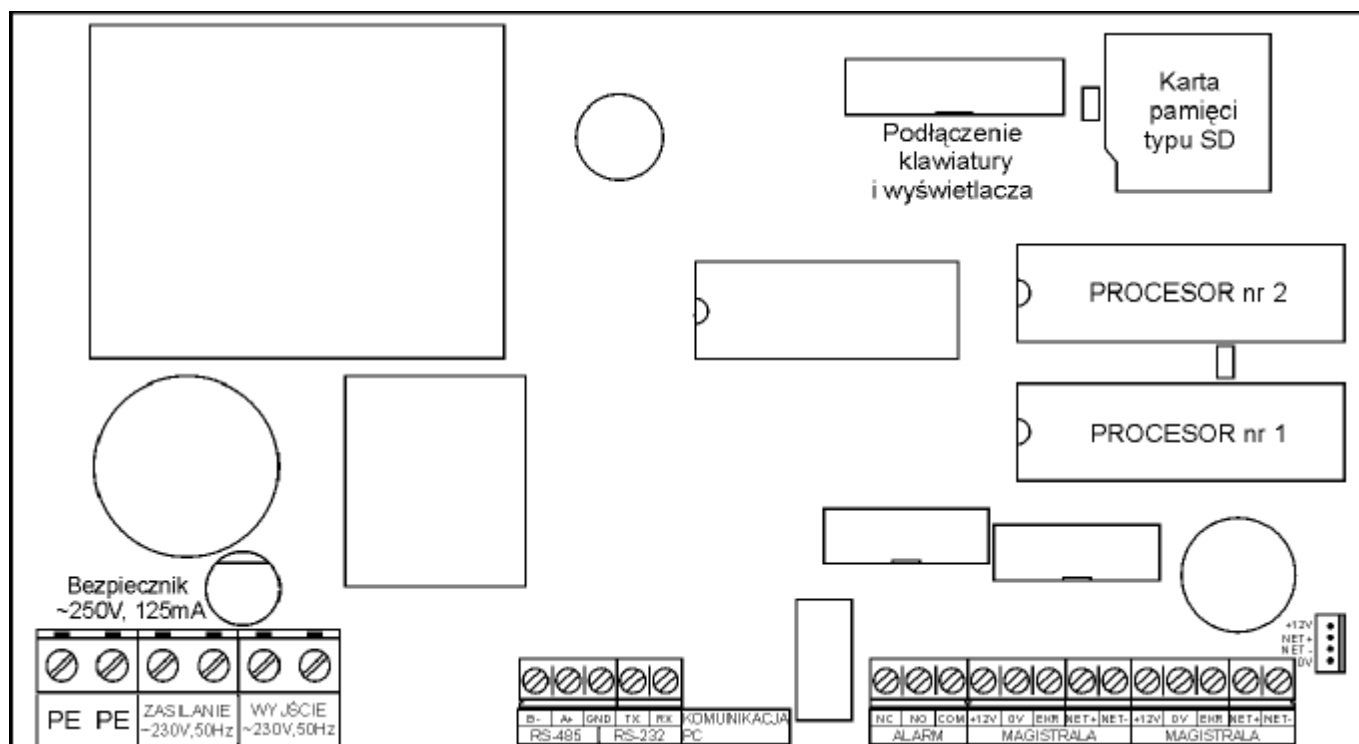 Karta
pamięci
typu SD
Podłączenie
klawiatury
i wyświetlacza
PROCESOR nr 2
PROCESOR nr 1
Bezpiecznik
~250V, 125mA
+12V
NET+
NET -
0V
PE PE
ZASILANIE
~230V,50Hz
WYJŚCIE
~230V,50Hz
B- A+ GND TX RX
RS-485 RS-232
KOMUNIKACJA
PC
NC NO COM +12V 0V EKR NET+ NET- +12V 0V EKR NET+ NET-
ALARM MAGISTRALA MAGISTRALA